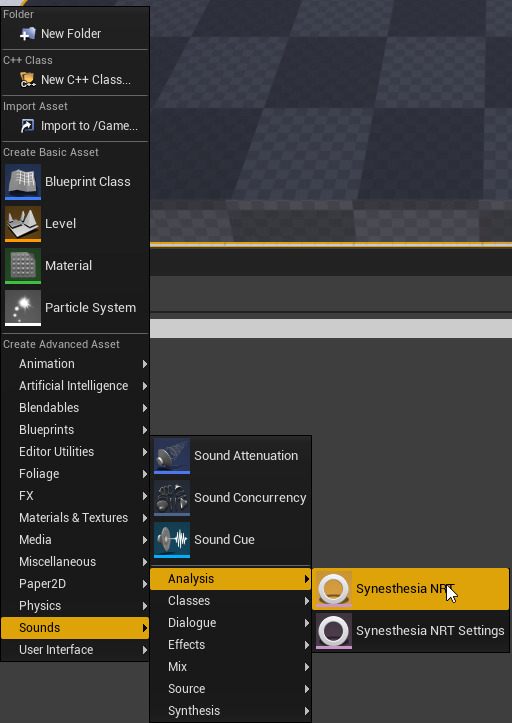 Folder
New Folder
C++ Class
New C++ Class...
Import Asset
Import to /Game...
Create Basic Asset
Blueprint Class
Level
Material
Particle System
Create Advanced Asset
Animation
Artificial Intelligence
Blendables
Blueprints
Editor Utilities
Foliage
FX
Materials & Textures
Media
Miscellaneous
Paper2D
Physics
Sounds
User Interface
Sound Attenuation
Sound Concurrency
Sound Cue
Analysis
Classes
Dialogue
Effects
Mix
Source
Synthesis
Synesthesia NRT
Synesthesia NRT Settings